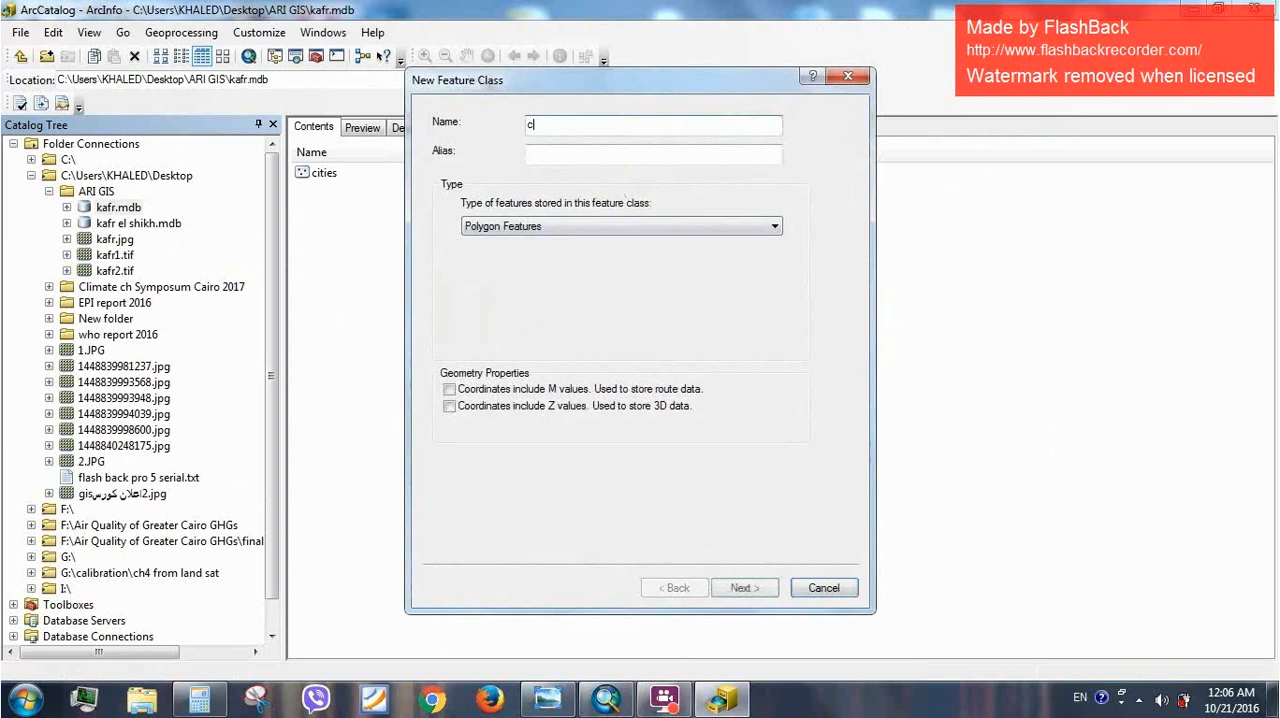 ArcCatalog - ArcInfo - C:\Users\KHALED\Desktop\ARI GIS\kafr.mdb
File Edit View Go Geoprocessing Customize Windows Help
Made by FlashBack
http://www.flashbackrecorder.com/
Watermark removed when licensed
Location: C:\Users\KHALED\Desktop\ARI GIS\kafr.mdb
Catalog Tree
Folder Connections
C:\
C:\Users\KHALED\Desktop
ARI GIS
kafr.mdb
kafr el shikh.mdb
kafr.jpg
kafr1.tif
kafr2.tif
Climate ch Symposum Cairo 2017
EPI report 2016
New folder
who report 2016
1.JPG
1448839981237.jpg
1448839993568.jpg
1448839993948.jpg
1448839994039.jpg
1448839998600.jpg
1448840248175.jpg
2.JPG
flash back pro 5 serial.txt
اعلان كورسgis2.jpg
F:\
F:\Air Quality of Greater Cairo GHGs
F:\Air Quality of Greater Cairo GHGs\final
G:\
G:\calibration\ch4 from land sat
I:\
Toolboxes
Database Servers
Database Connections
Contents Preview De
Name
cities
New Feature Class
Name: c
Alias:
Type
Type of features stored in this feature class:
Polygon Features
Geometry Properties
Coordinates include M values. Used to store route data.
Coordinates include Z values. Used to store 3D data.
< Back Next > Cancel
EN
12:06 AM
10/21/2016